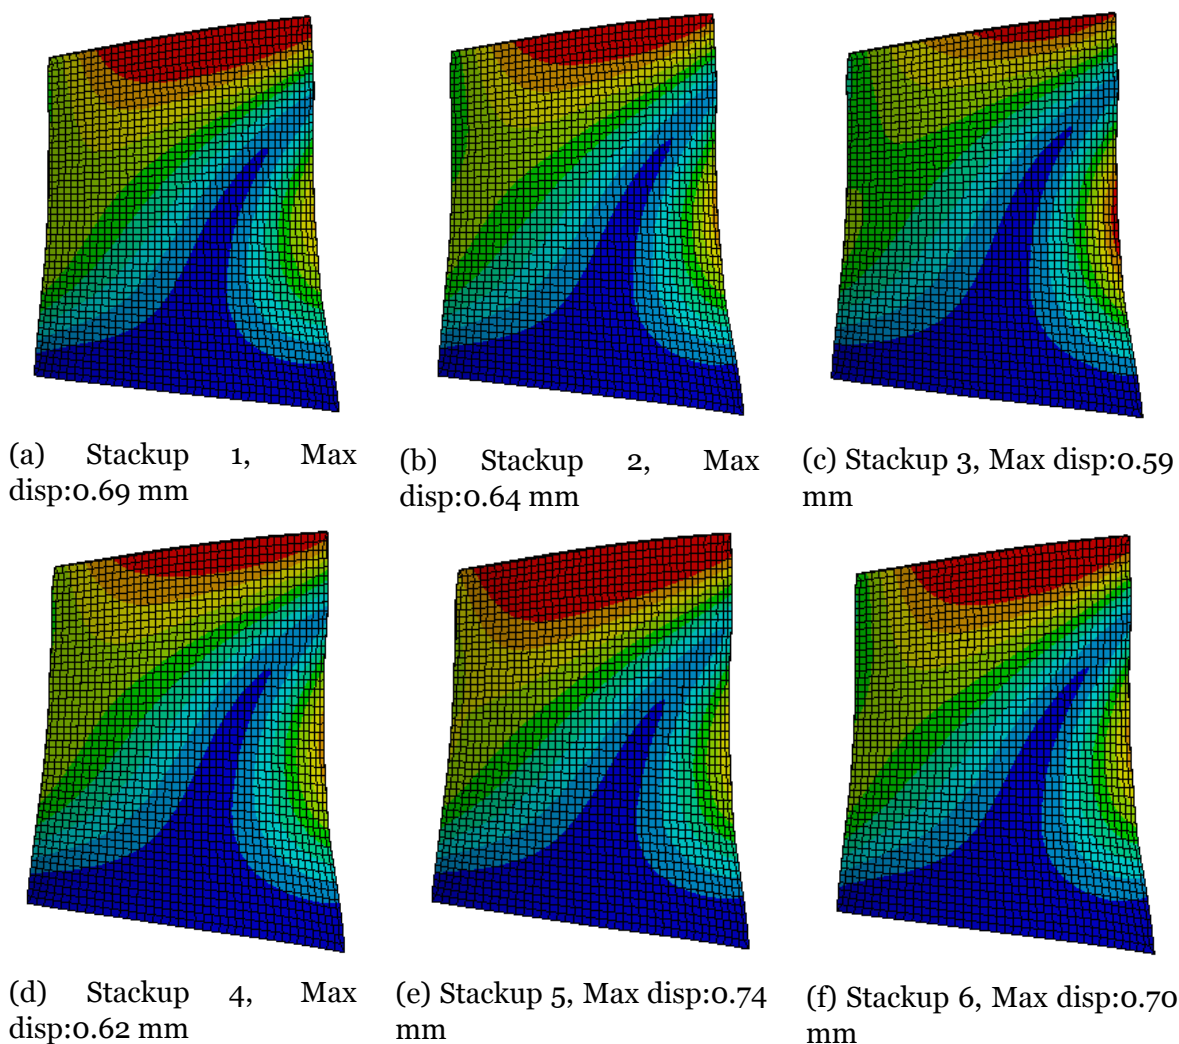 (a) Stackup 1, Max
disp:0.69 mm
(b) Stackup 2, Max
disp:0.64 mm
(c) Stackup 3, Max disp:0.59
mm
(d) Stackup 4, Max
disp:0.62 mm
(e) Stackup 5, Max disp:0.74
mm
(f) Stackup 6, Max disp:0.70
mm